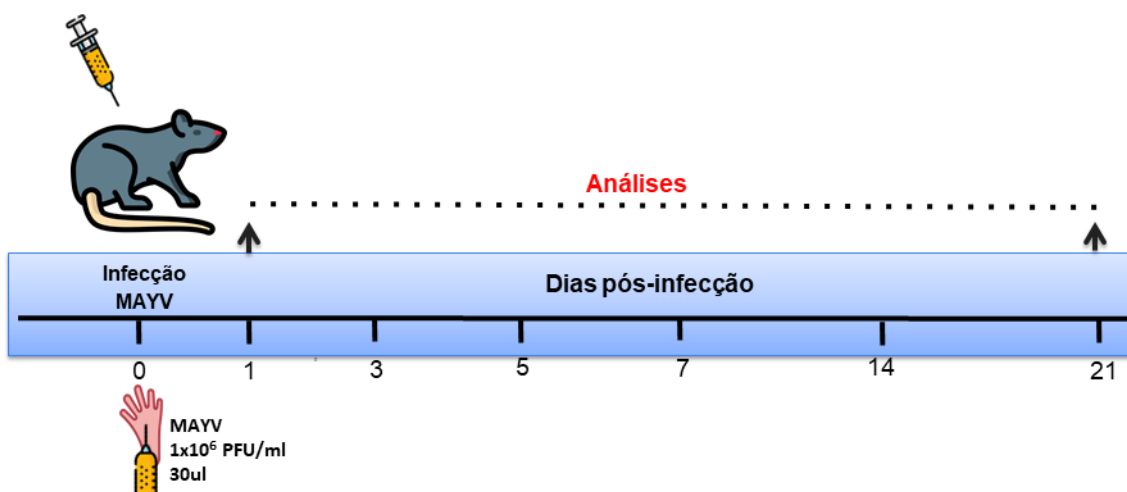 Análises
Infecção
MAYV
Dias pós-infecção
0 1 3 5 7 14 21
MAYV
1x10⁶ PFU/ml
30ul